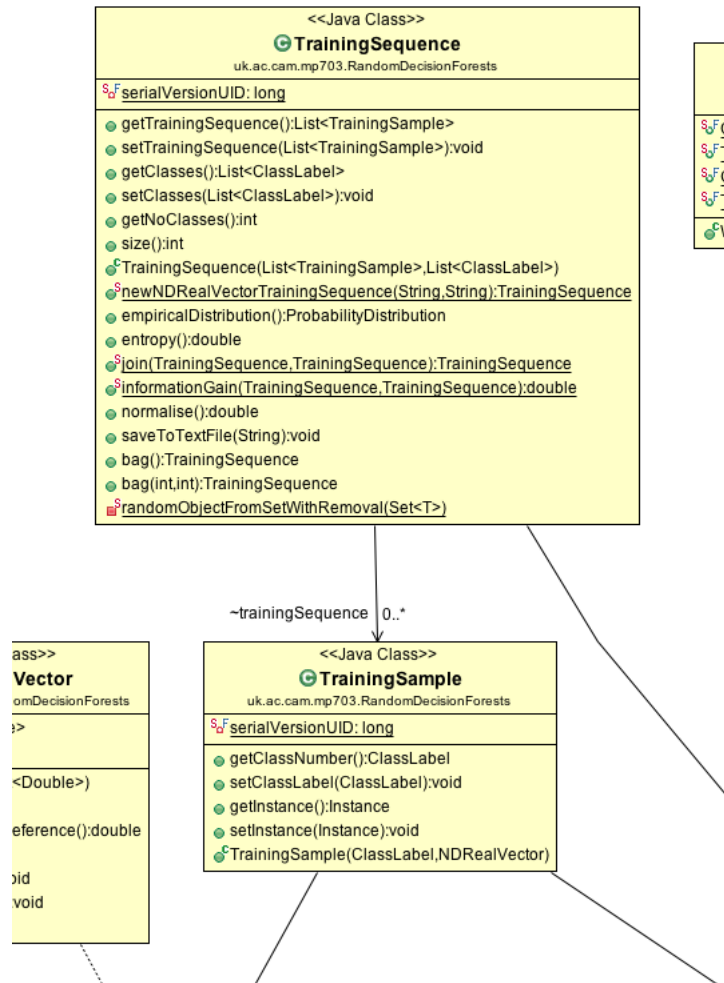 <<Java Class>>
TrainingSequence
uk.ac.cam.mp703.RandomDecisionForests
serialVersionUID: long
getTrainingSequence():List<TrainingSample>
setTrainingSequence(List<TrainingSample>):void
getClasses():List<ClassLabel>
setClasses(List<ClassLabel>):void
getNoClasses():int
size():int
TrainingSequence(List<TrainingSample>,List<ClassLabel>)
newNDRealVectorTrainingSequence(String,String):TrainingSequence
empiricalDistribution():ProbabilityDistribution
entropy():double
join(TrainingSequence,TrainingSequence):TrainingSequence
informationGain(TrainingSequence,TrainingSequence):double
normalise():double
saveToTextFile(String):void
bag():TrainingSequence
bag(int,int):TrainingSequence
randomObjectFromSetWithRemoval(Set<T>)
~trainingSequence 0..*
ass>>
Vector
omDecisionForests
e>
<Double>)
eference():double
oid
:void
<<Java Class>>
TrainingSample
uk.ac.cam.mp703.RandomDecisionForests
serialVersionUID: long
getClassNumber():ClassLabel
setClassLabel(ClassLabel):void
getInstance():Instance
setInstance(Instance):void
TrainingSample(ClassLabel,NDRealVector)